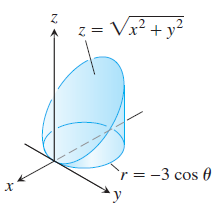 z
z = √x² + y²
r = −3 cos θ
x
y